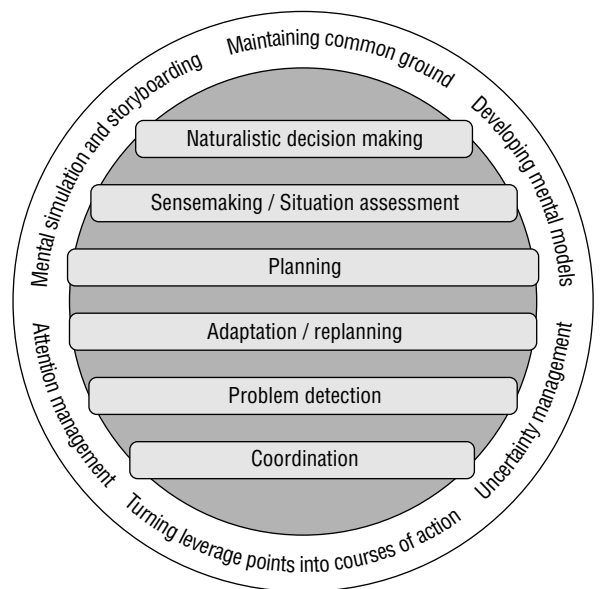 Maintaining common ground
Mental simulation and storyboarding
Developing mental models
Naturalistic decision making
Sensemaking / Situation assessment
Planning
Adaptation / replanning
Problem detection
Coordination
Attention management
Uncertainty management
Turning leverage points into courses of action